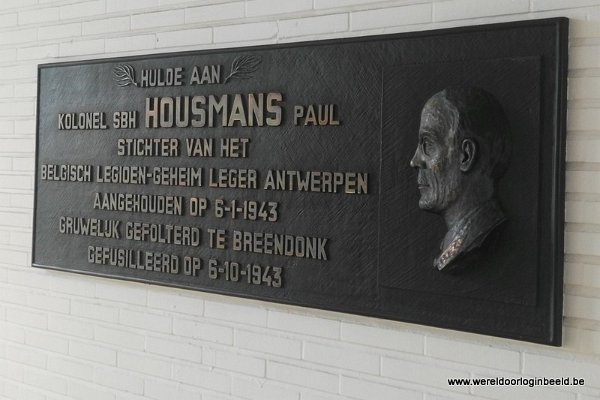 HULDE AAN
KOLONEL SBH HOUSMANS PAUL
STICHTER VAN HET
BELGISCH LEGIOEN-GEHEIM LEGER ANTWERPEN
AANGEHOUDEN OP 6-1-1943
GRUWELIJK GEFOLTERD TE BREENDONK
GEFUSILLEERD OP 6-10-1943
www.wereldoorloginbeeld.be